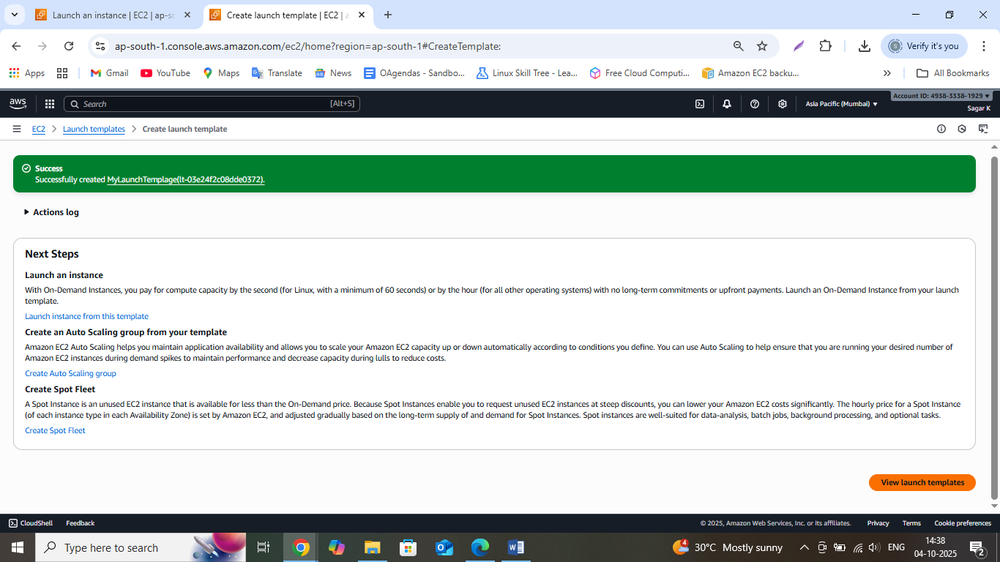 Launch an instance | EC2 | ap-sc
Create launch template | EC2 | a
ap-south-1.console.aws.amazon.com/ec2/home?region=ap-south-1#CreateTemplate:
Verify it's you
Apps
Gmail
YouTube
Maps
Translate
News
OAgendas - Sandbo...
Linux Skill Tree - Lea...
Free Cloud Computi...
Amazon EC2 backu...
All Bookmarks
aws
Search
[Alt+S]
Asia Pacific (Mumbai)
Account ID: 4938-3338-1929
Sagar K
EC2
Launch templates
Create launch template
Success
Successfully created MyLaunchTemplage(lt-03e24f2c08dde0372).
Actions log
Next Steps
Launch an instance
With On-Demand Instances, you pay for compute capacity by the second (for Linux, with a minimum of 60 seconds) or by the hour (for all other operating systems) with no long-term commitments or upfront payments. Launch an On-Demand Instance from your launch
template.
Launch instance from this template
Create an Auto Scaling group from your template
Amazon EC2 Auto Scaling helps you maintain application availability and allows you to scale your Amazon EC2 capacity up or down automatically according to conditions you define. You can use Auto Scaling to help ensure that you are running your desired number of
Amazon EC2 instances during demand spikes to maintain performance and decrease capacity during lulls to reduce costs.
Create Auto Scaling group
Create Spot Fleet
A Spot Instance is an unused EC2 instance that is available for less than the On-Demand price. Because Spot Instances enable you to request unused EC2 instances at steep discounts, you can lower your Amazon EC2 costs significantly. The hourly price for a Spot Instance
(of each instance type in each Availability Zone) is set by Amazon EC2, and adjusted gradually based on the long-term supply of and demand for Spot Instances. Spot instances are well-suited for data-analysis, batch jobs, background processing, and optional tasks.
Create Spot Fleet
View launch templates
CloudShell
Feedback
© 2025, Amazon Web Services, Inc. or its affiliates.
Privacy
Terms
Cookie preferences
Type here to search
4
30°C Mostly sunny
ENG
14:38
04-10-2025
2